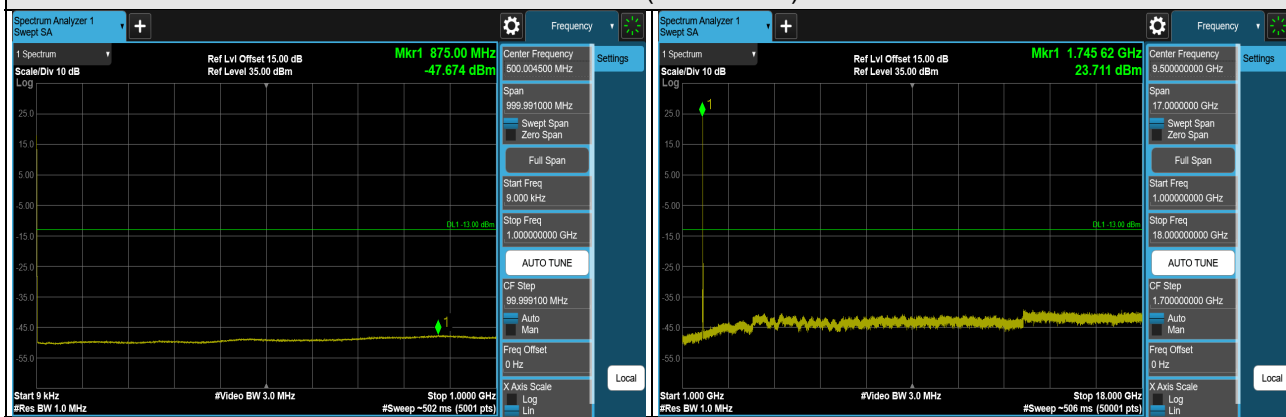 Spectrum Analyzer 1
Swept SA
+
Frequency
1 Spectrum
Scale/Div 10 dB
Log
Ref Lvl Offset 15.00 dB
Ref Level 35.00 dBm
Mkr1 875.00 MHz
-47.674 dBm
25.0
15.0
5.00
-5.00
-15.0
-25.0
-35.0
-45.0
-55.0
1
DL1 -13.00 dBm
Start 9 kHz
#Res BW 1.0 MHz
#Video BW 3.0 MHz
Stop 1.0000 GHz
#Sweep ~502 ms (5001 pts)
Center Frequency
500.004500 MHz
Span
999.991000 MHz
Swept Span
Zero Span
Full Span
Start Freq
9.000 kHz
Stop Freq
1.000000000 GHz
AUTO TUNE
CF Step
99.999100 MHz
Auto
Man
Freq Offset
0 Hz
X Axis Scale
Log
Lin
Settings
Local
Spectrum Analyzer 1
Swept SA
+
Frequency
1 Spectrum
Scale/Div 10 dB
Log
Ref Lvl Offset 15.00 dB
Ref Level 35.00 dBm
Mkr1 1.745 62 GHz
23.711 dBm
25.0
15.0
5.00
-5.00
-15.0
-25.0
-35.0
-45.0
-55.0
1
DL1 -13.00 dBm
Start 1.000 GHz
#Res BW 1.0 MHz
#Video BW 3.0 MHz
Stop 18.000 GHz
#Sweep ~506 ms (50001 pts)
Center Frequency
9.500000000 GHz
Span
17.0000000 GHz
Swept Span
Zero Span
Full Span
Start Freq
1.000000000 GHz
Stop Freq
18.000000000 GHz
AUTO TUNE
CF Step
1.700000000 GHz
Auto
Man
Freq Offset
0 Hz
X Axis Scale
Log
Lin
Settings
Local